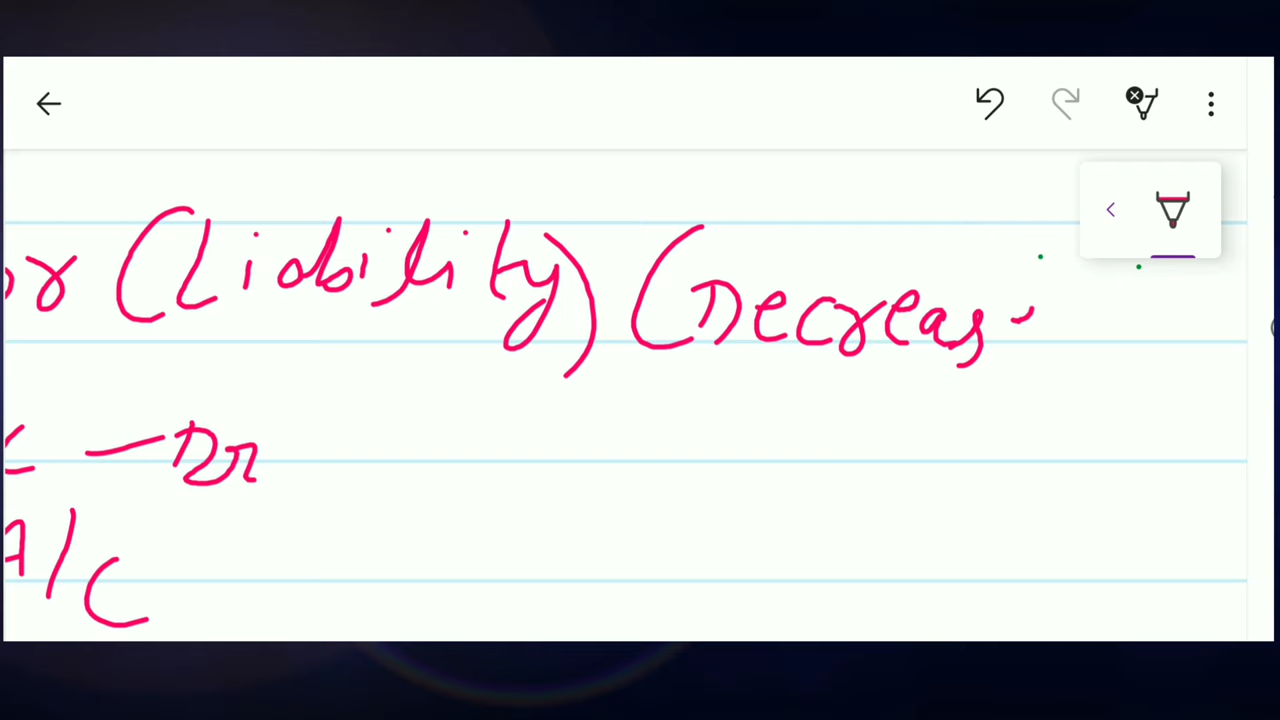 or (Liability) (Decreas
— Dr
A/C